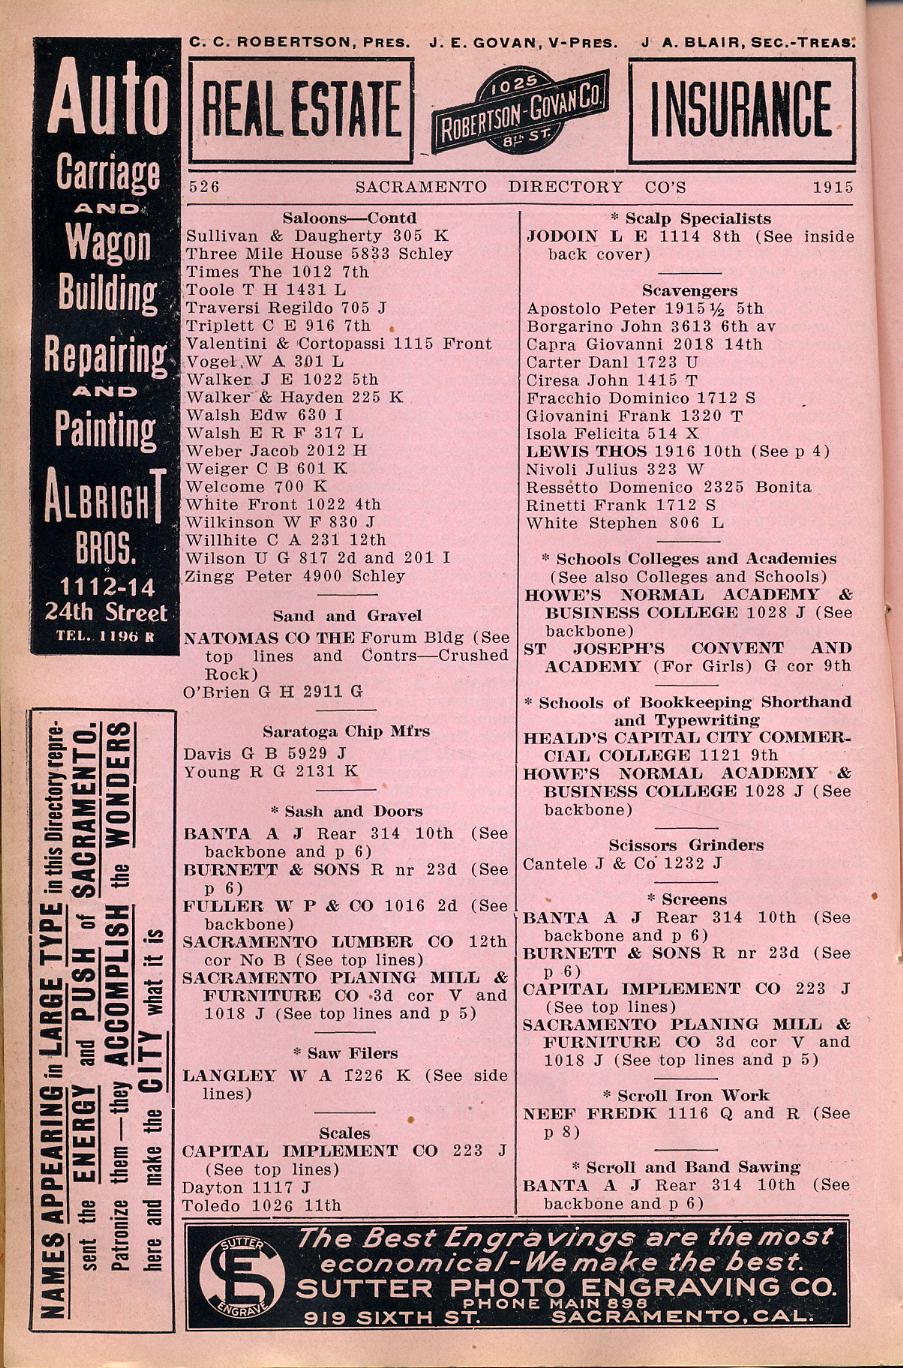 C. C. ROBERTSON, PRES. J. E. GOVAN, V-PRES. J A. BLAIR, SEC.-TREAS.
REAL ESTATE
1025
ROBERTSON-GOVAN CO.
8th ST.
INSURANCE
526 SACRAMENTO DIRECTORY CO'S 1915
Auto
Carriage
AND
Wagon
Building
Repairing
AND
Painting
ALBRIGHT
BROS.
1112-14
24th Street
TEL. 1196 R
NAMES APPEARING in LARGE TYPE in this Directory repre-
sent the ENERGY and PUSH of SACRAMENTO.
Patronize them—they ACCOMPLISH the WONDERS
here and make the CITY what it is
Saloons—Contd
Sullivan & Daugherty 305 K
Three Mile House 5833 Schley
Times The 1012 7th
Toole T H 1431 L
Traversi Regildo 705 J
Triplett C E 916 7th
Valentini & Cortopassi 1115 Front
Vogel W A 301 L
Walker J E 1022 5th
Walker & Hayden 225 K
Walsh Edw 630 I
Walsh E R F 317 L
Weber Jacob 2012 H
Weiger C B 601 K
Welcome 700 K
White Front 1022 4th
Wilkinson W F 830 J
Willhite C A 231 12th
Wilson U G 817 2d and 201 I
Zingg Peter 4900 Schley
Sand and Gravel
NATOMAS CO THE Forum Bldg (See
top lines and Contrs—Crushed
Rock)
O'Brien G H 2911 G
Saratoga Chip Mfrs
Davis G B 5929 J
Young R G 2131 K
* Sash and Doors
BANTA A J Rear 314 10th (See
backbone and p 6)
BURNETT & SONS R nr 23d (See
p 6)
FULLER W P & CO 1016 2d (See
backbone)
SACRAMENTO LUMBER CO 12th
cor No B (See top lines)
SACRAMENTO PLANING MILL &
FURNITURE CO 3d cor V and
1018 J (See top lines and p 5)
* Saw Filers
LANGLEY W A 1226 K (See side
lines)
Scales
CAPITAL IMPLEMENT CO 223 J
(See top lines)
Dayton 1117 J
Toledo 1026 11th
* Scalp Specialists
JODOIN L E 1114 8th (See inside
back cover)
Scavengers
Apostolo Peter 1915½ 5th
Borgarino John 3613 6th av
Capra Giovanni 2018 14th
Carter Danl 1723 U
Ciresa John 1415 T
Fracchio Dominico 1712 S
Giovanini Frank 1320 T
Isola Felicita 514 X
LEWIS THOS 1916 10th (See p 4)
Nivoli Julius 323 W
Ressetto Domenico 2325 Bonita
Rinetti Frank 1712 S
White Stephen 806 L
* Schools Colleges and Academies
(See also Colleges and Schools)
HOWE'S NORMAL ACADEMY &
BUSINESS COLLEGE 1028 J (See
backbone)
ST JOSEPH'S CONVENT AND
ACADEMY (For Girls) G cor 9th
* Schools of Bookkeeping Shorthand
and Typewriting
HEALD'S CAPITAL CITY COMMER-
CIAL COLLEGE 1121 9th
HOWE'S NORMAL ACADEMY &
BUSINESS COLLEGE 1028 J (See
backbone)
Scissors Grinders
Cantele J & Co 1232 J
* Screens
BANTA A J Rear 314 10th (See
backbone and p 6)
BURNETT & SONS R nr 23d (See
p 6)
CAPITAL IMPLEMENT CO 223 J
(See top lines)
SACRAMENTO PLANING MILL &
FURNITURE CO 3d cor V and
1018 J (See top lines and p 5)
* Scroll Iron Work
NEEF FREDK 1116 Q and R (See
p 8)
* Scroll and Band Sawing
BANTA A J Rear 314 10th (See
backbone and p 6)
SUTTER
ENGRAVE
The Best Engravings are the most
economical-We make the best.
SUTTER PHOTO ENGRAVING CO.
PHONE MAIN 898
919 SIXTH ST. SACRAMENTO, CAL.